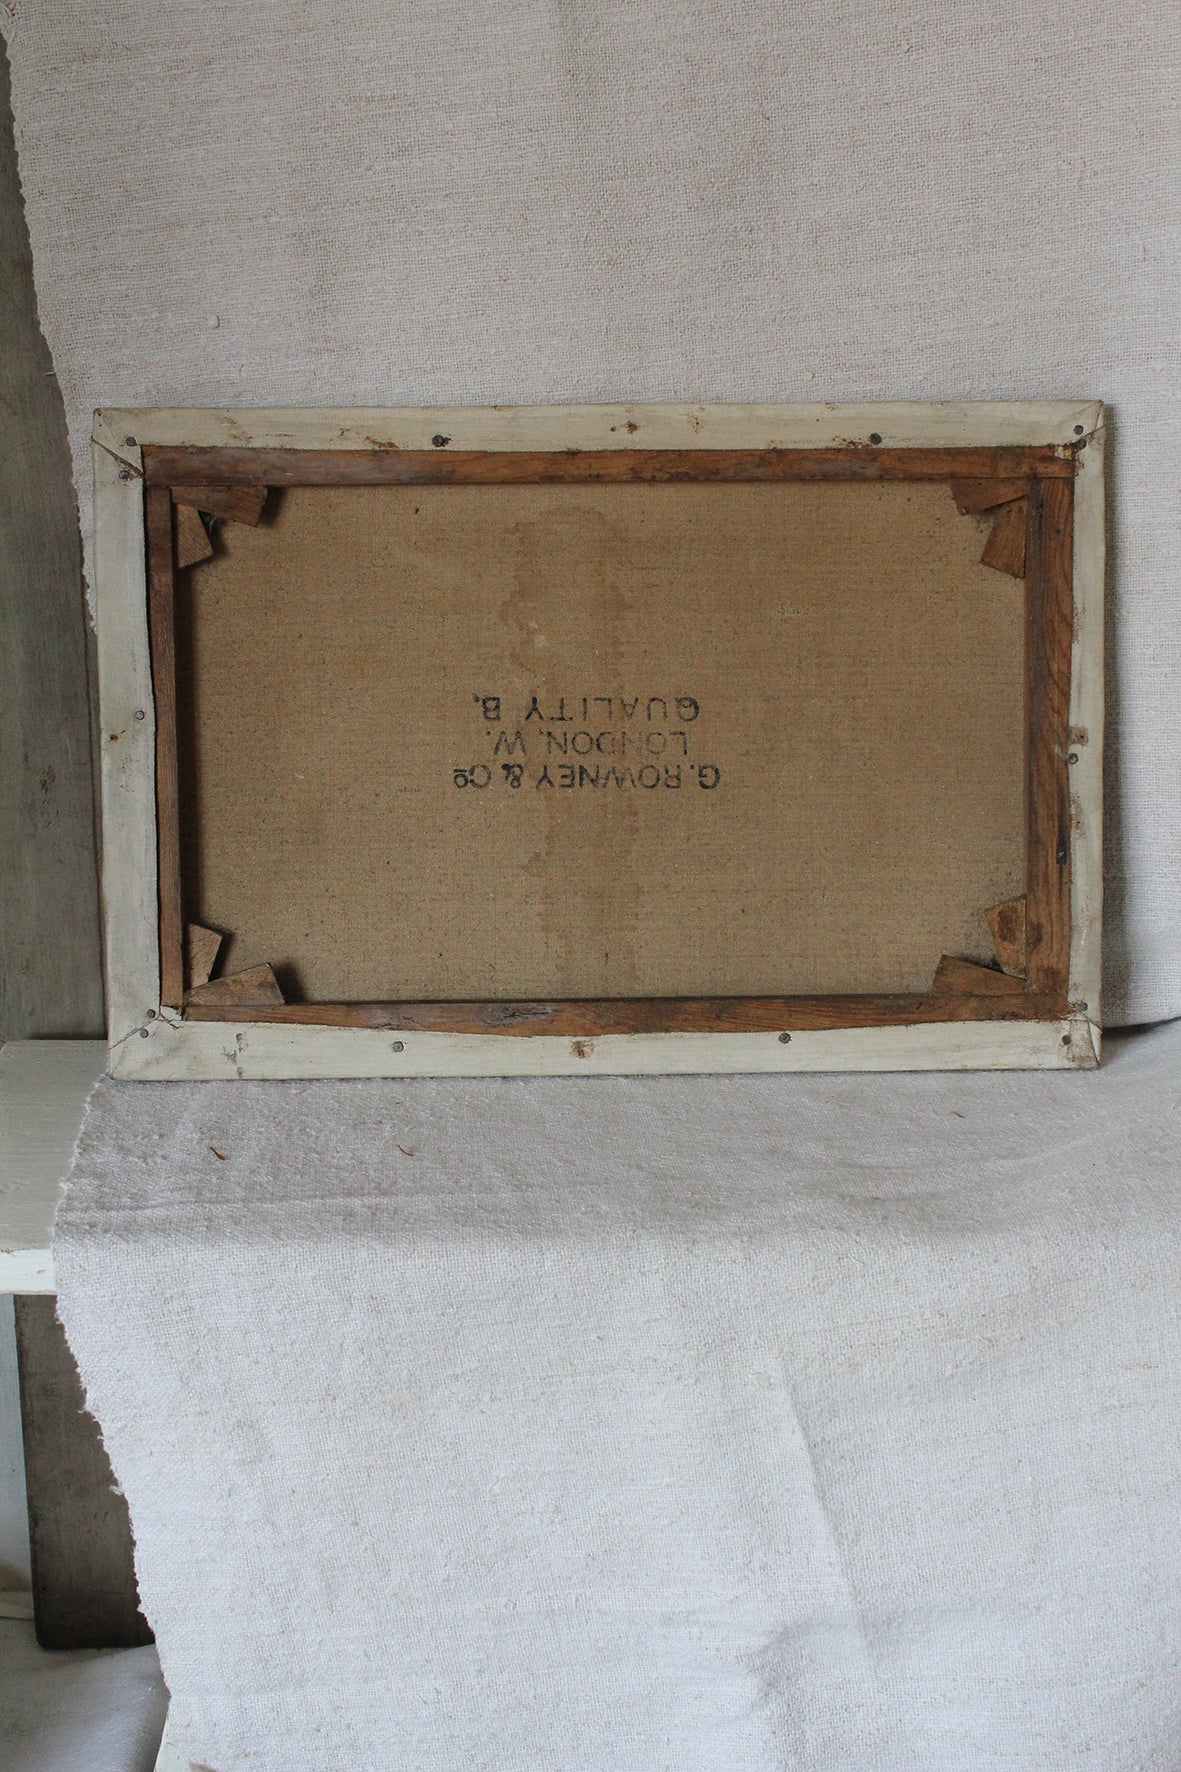 G. ROWNEY & Cº
LONDON, W.
QUALITY B.